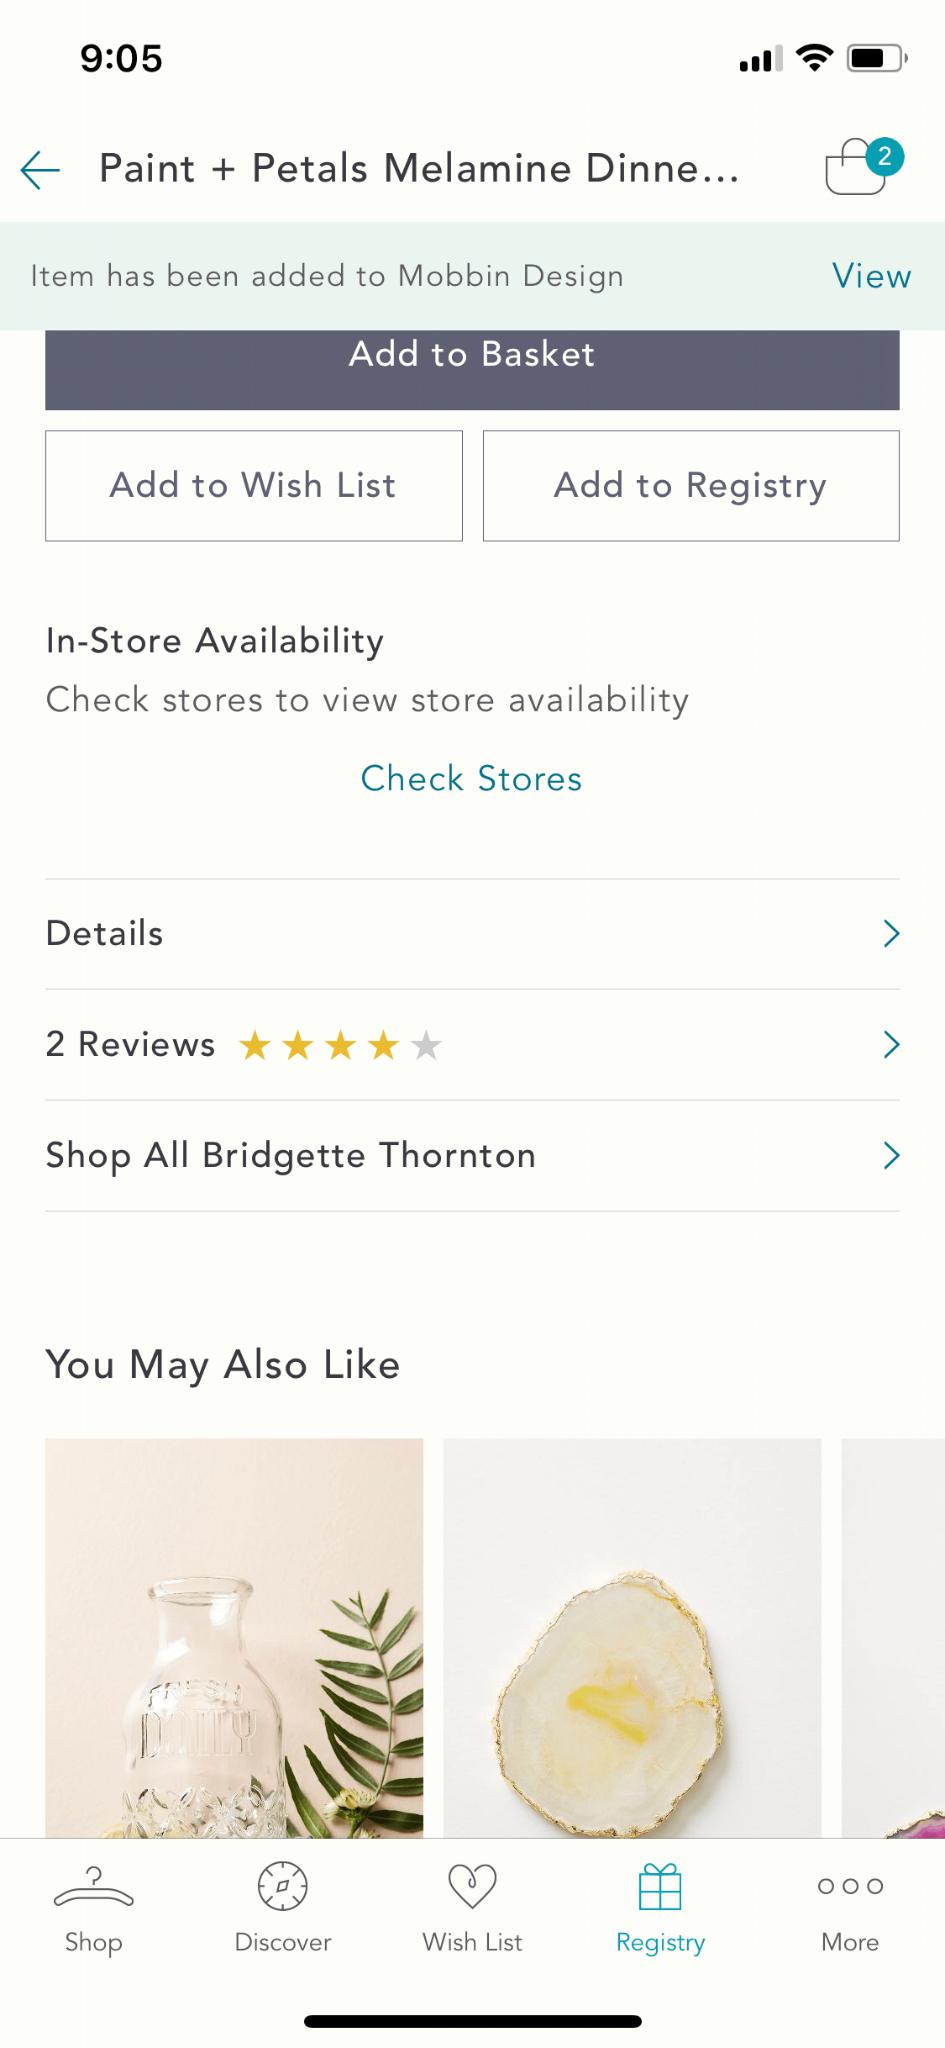 9:05
Paint + Petals Melamine Dinne...
2
Item has been added to Mobbin Design
View
Add to Basket
Add to Wish List
Add to Registry
In-Store Availability
Check stores to view store availability
Check Stores
Details
2 Reviews
Shop All Bridgette Thornton
You May Also Like
FRESH
DAILY
Shop
Discover
Wish List
Registry
More